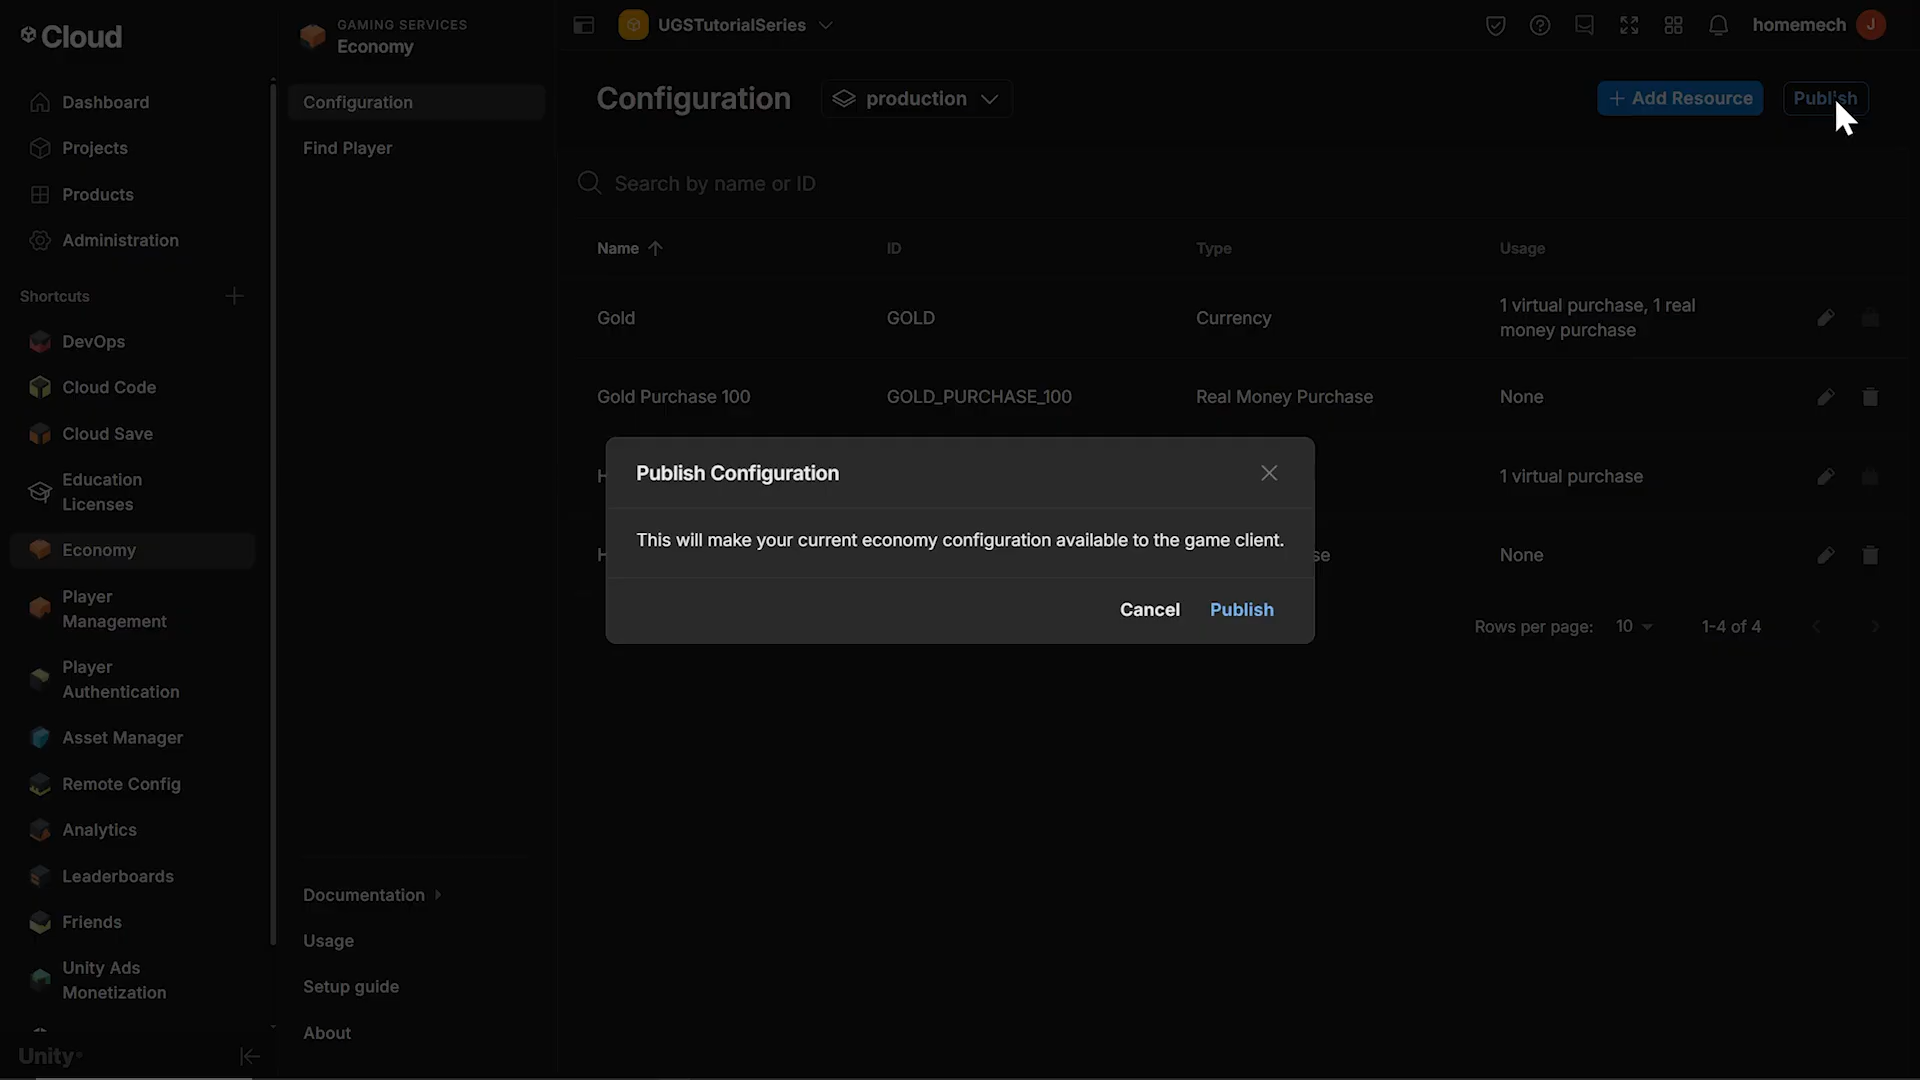 Cloud
Dashboard
Projects
Products
Administration
Shortcuts
DevOps
Cloud Code
Cloud Save
Education
Licenses
Economy
Player
Management
Player
Authentication
Asset Manager
Remote Config
Analytics
Leaderboards
Friends
Unity Ads
Monetization
Unity
GAMING SERVICES
Economy
Configuration
Find Player
Documentation
Usage
Setup guide
About
UGSTutorialSeries
homemech J
Configuration production + Add Resource Publish
Search by name or ID
Name ID Type Usage
Gold GOLD Currency 1 virtual purchase, 1 real
money purchase
Gold Purchase 100 GOLD_PURCHASE_100 Real Money Purchase None
1 virtual purchase
se None
Rows per page: 10 1-4 of 4
Publish Configuration
This will make your current economy configuration available to the game client.
Cancel Publish